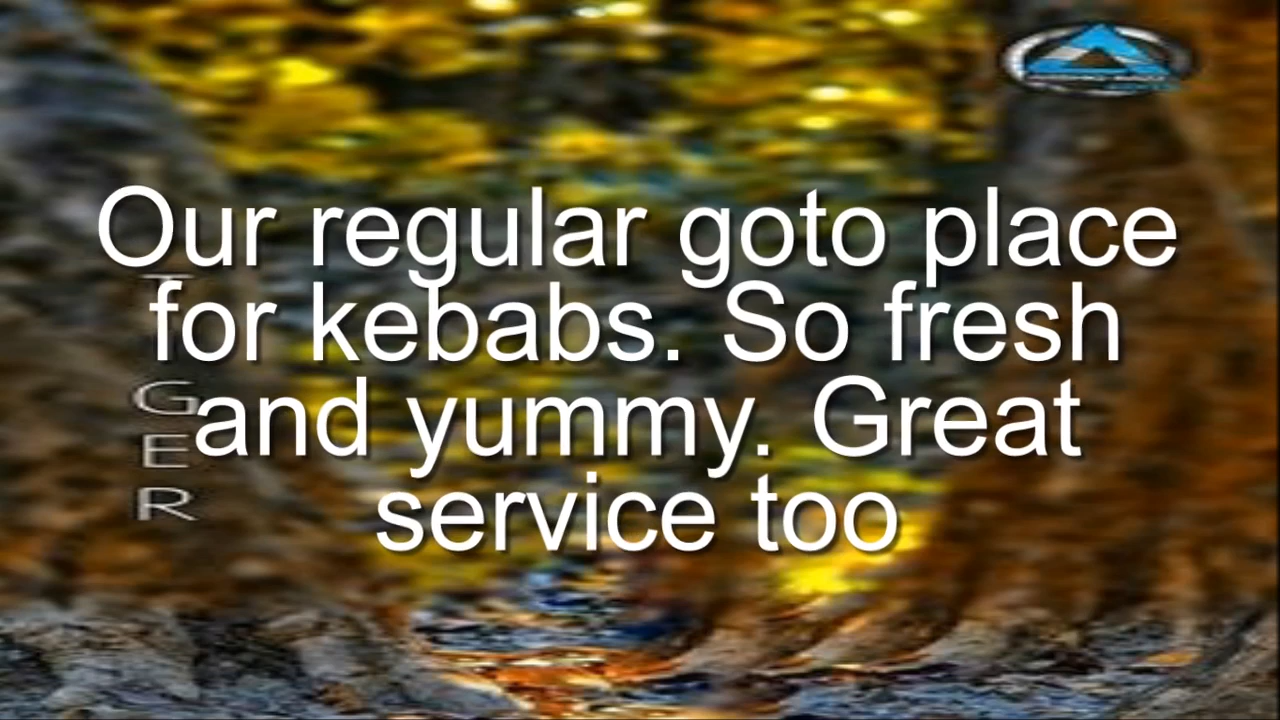 Our regular goto place
for kebabs. So fresh
and yummy. Great
service too
G
E
R